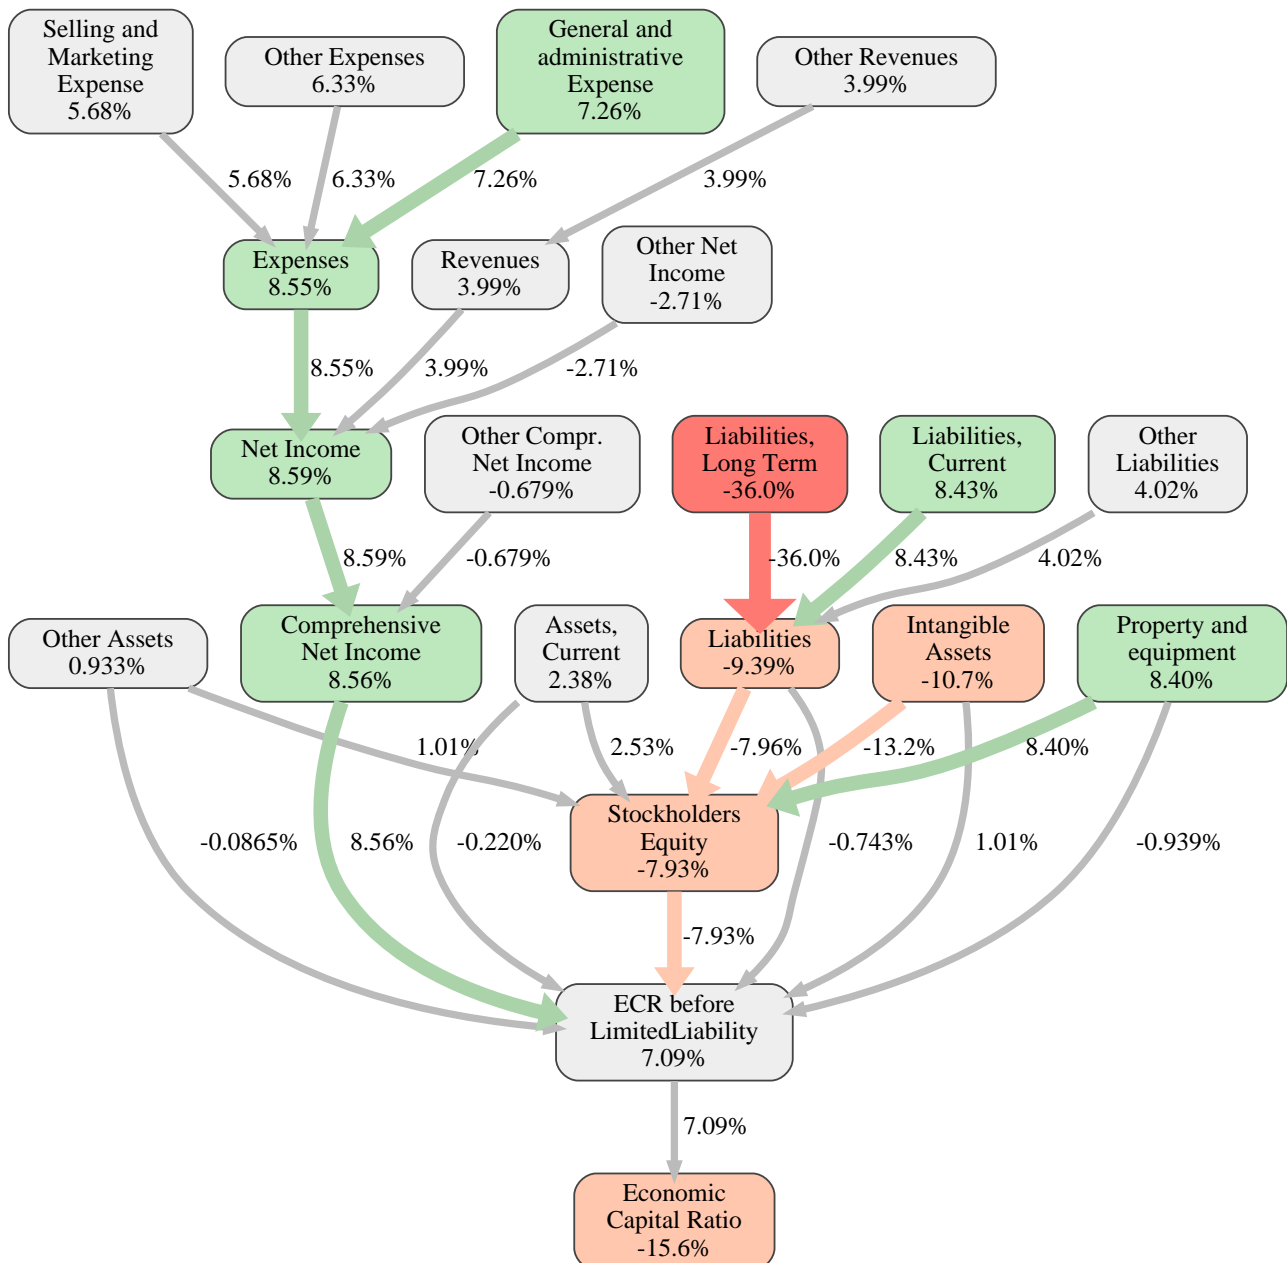 Selling and
Marketing
Expense
5.68%
Other Expenses
6.33%
General and
administrative
Expense
7.26%
Other Revenues
3.99%
5.68%
6.33%
7.26%
3.99%
Expenses
8.55%
Revenues
3.99%
Other Net
Income
-2.71%
8.55%
3.99%
-2.71%
Net Income
8.59%
Other Compr.
Net Income
-0.679%
Liabilities,
Long Term
-36.0%
Liabilities,
Current
8.43%
Other
Liabilities
4.02%
8.59%
-0.679%
-36.0%
8.43%
4.02%
Other Assets
0.933%
Comprehensive
Net Income
8.56%
Assets,
Current
2.38%
Liabilities
-9.39%
Intangible
Assets
-10.7%
Property and
equipment
8.40%
1.01%
2.53%
-7.96%
-13.2%
8.40%
Stockholders
Equity
-7.93%
-0.0865%
8.56%
-0.220%
-0.743%
1.01%
-0.939%
-7.93%
ECR before
LimitedLiability
7.09%
7.09%
Economic
Capital Ratio
-15.6%